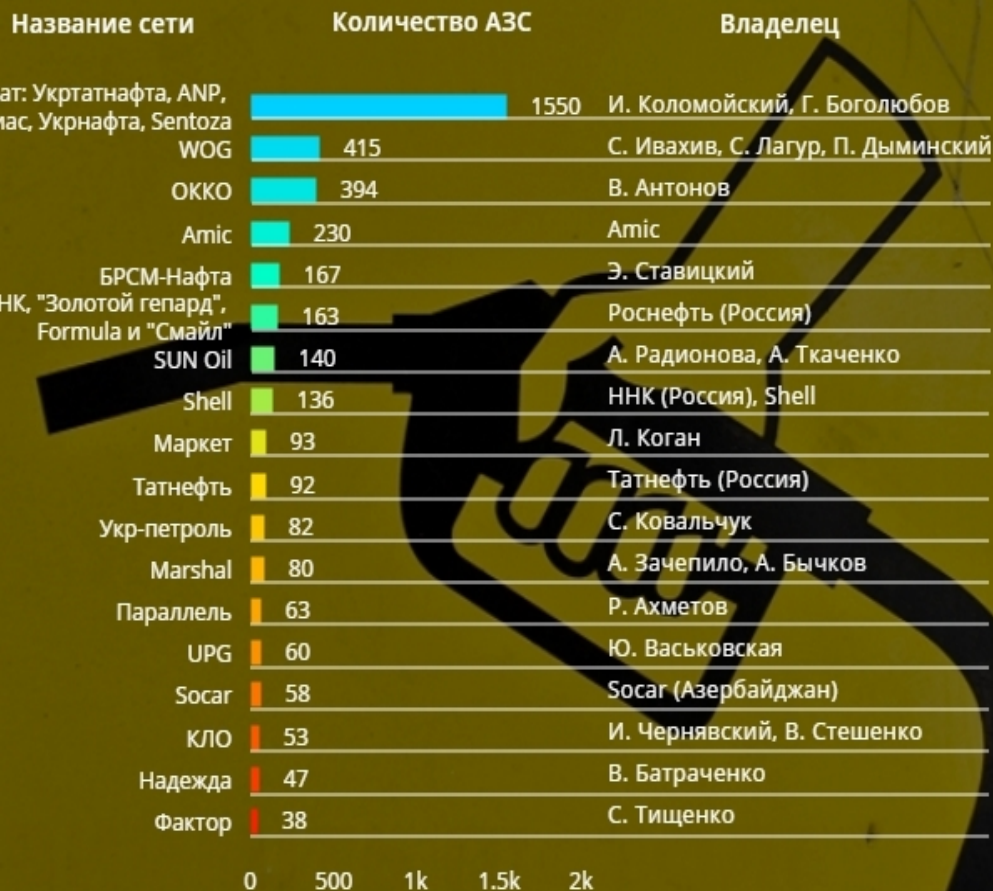 Название сети Количество АЗС Владелец
Укртатнафта, ANP,
Укрнафта, Sentoza 1550 И. Коломойский, Г. Боголюбов
WOG 415 С. Ивахив, С. Лагур, П. Дыминский
ОККО 394 В. Антонов
Amic 230 Amic
БРСМ-Нафта 167 Э. Ставицкий
"Золотой гепард",
Formula и "Смайл" 163 Роснефть (Россия)
SUN Oil 140 А. Радионова, А. Ткаченко
Shell 136 ННК (Россия), Shell
Маркет 93 Л. Коган
Татнефть 92 Татнефть (Россия)
Укр-петроль 82 С. Ковальчук
Marshal 80 А. Зачепило, А. Бычков
Параллель 63 Р. Ахметов
UPG 60 Ю. Васьковская
Socar 58 Socar (Азербайджан)
КЛО 53 И. Чернявский, В. Стешенко
Надежда 47 В. Батраченко
Фактор 38 С. Тищенко
0 500 1k 1.5k 2k